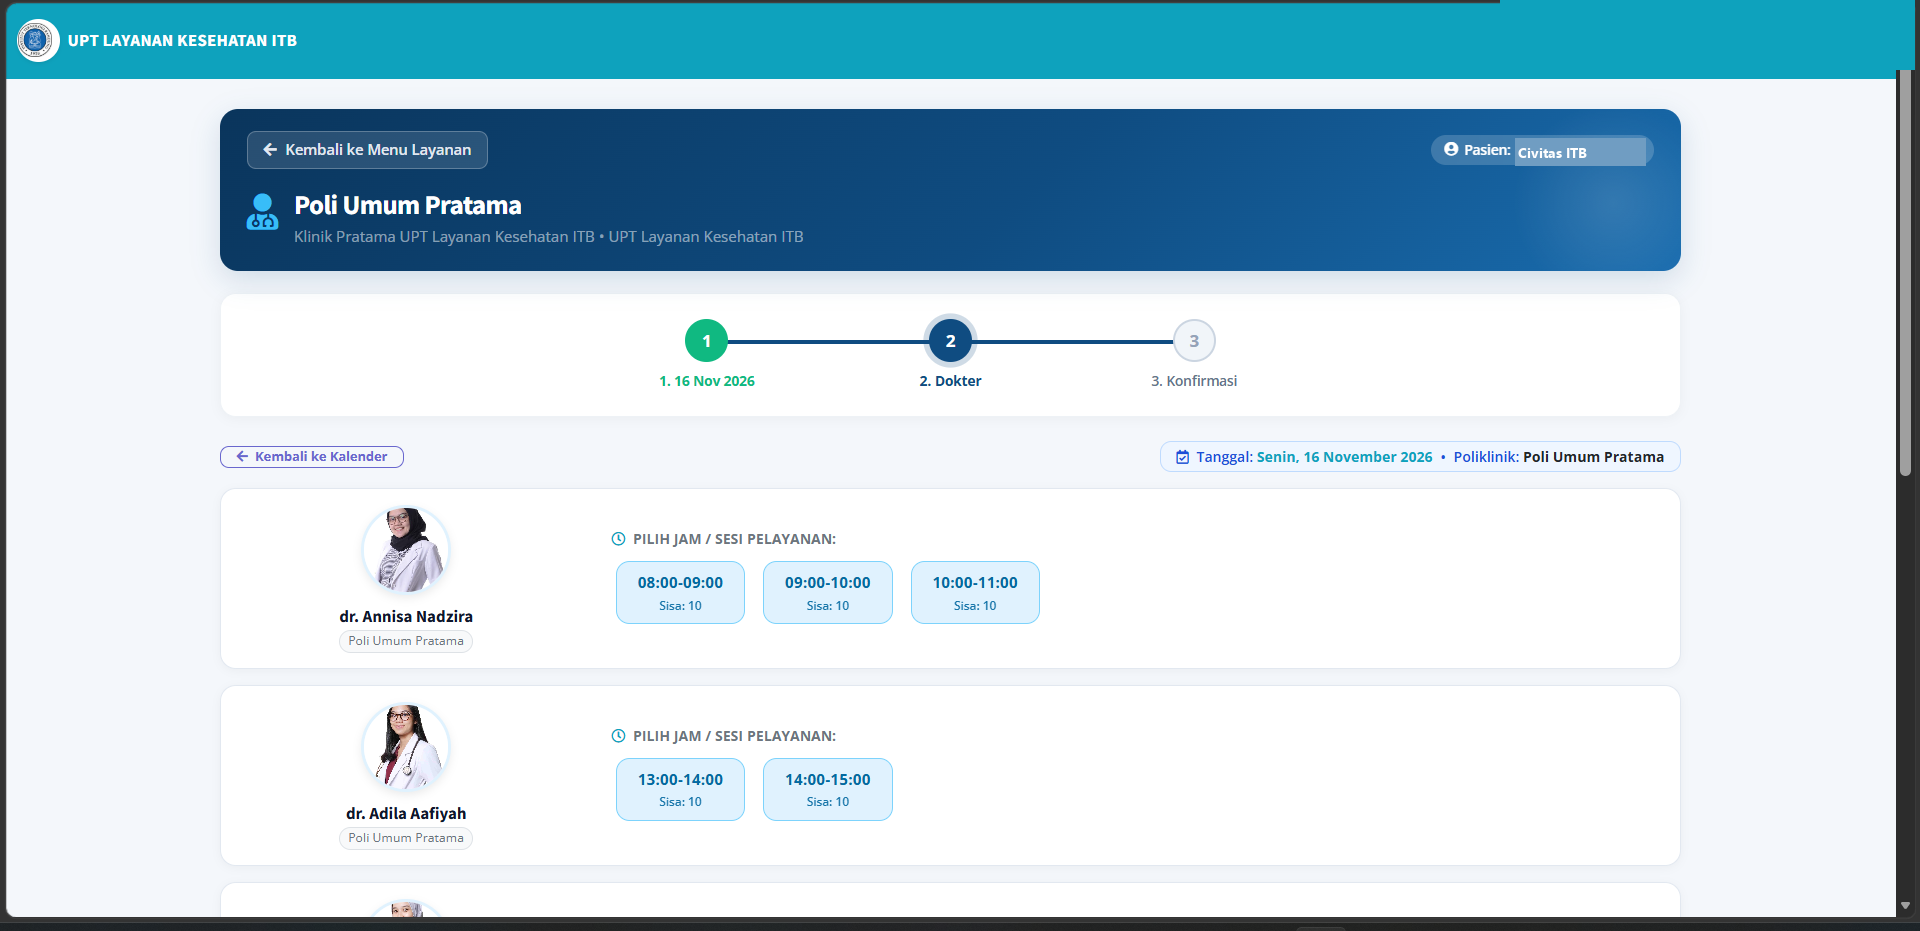 UPT LAYANAN KESEHATAN ITB
Kembali ke Menu Layanan
Pasien: Civitas ITB
Poli Umum Pratama
Klinik Pratama UPT Layanan Kesehatan ITB • UPT Layanan Kesehatan ITB
1
2
3
1. 16 Nov 2026
2. Dokter
3. Konfirmasi
Kembali ke Kalender
Tanggal: Senin, 16 November 2026 • Poliklinik: Poli Umum Pratama
PILIH JAM / SESI PELAYANAN:
08:00-09:00
Sisa: 10
09:00-10:00
Sisa: 10
10:00-11:00
Sisa: 10
dr. Annisa Nadzira
Poli Umum Pratama
PILIH JAM / SESI PELAYANAN:
13:00-14:00
Sisa: 10
14:00-15:00
Sisa: 10
dr. Adila Aafiyah
Poli Umum Pratama